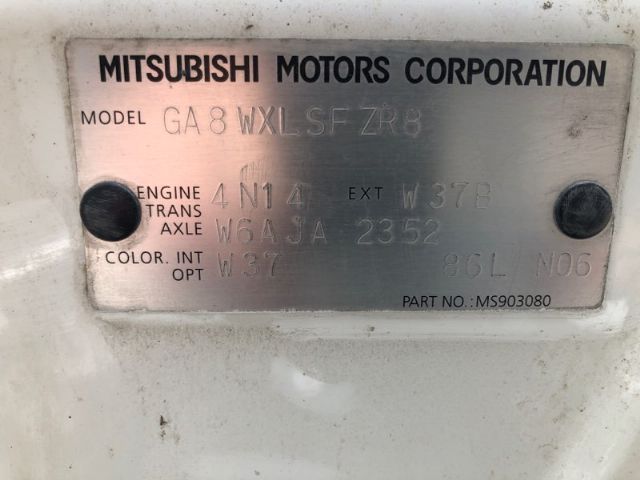 MITSUBISHI MOTORS CORPORATION
MODEL GA8WXLSFZR8
ENGINE 4N14 EXT W37B
TRANS AXLE W6AJA 2352
COLOR. INT OPT W37 86L N06
PART NO.: MS903080